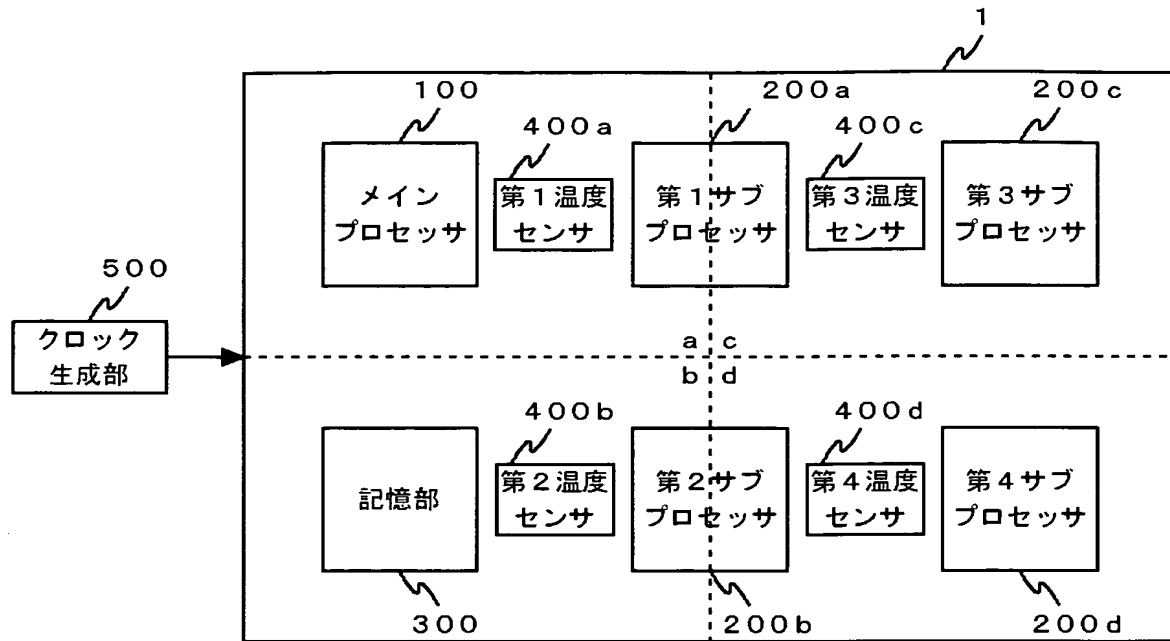 1
100
200a
200c
400a
400c
メイン
プロセッサ
第1温度
センサ
第1サブ
プロセッサ
第3温度
センサ
第3サブ
プロセッサ
500
クロック
生成部
a c
b d
400b
400d
記憶部
第2温度
センサ
第2サブ
プロセッサ
第4温度
センサ
第4サブ
プロセッサ
300
200b
200d